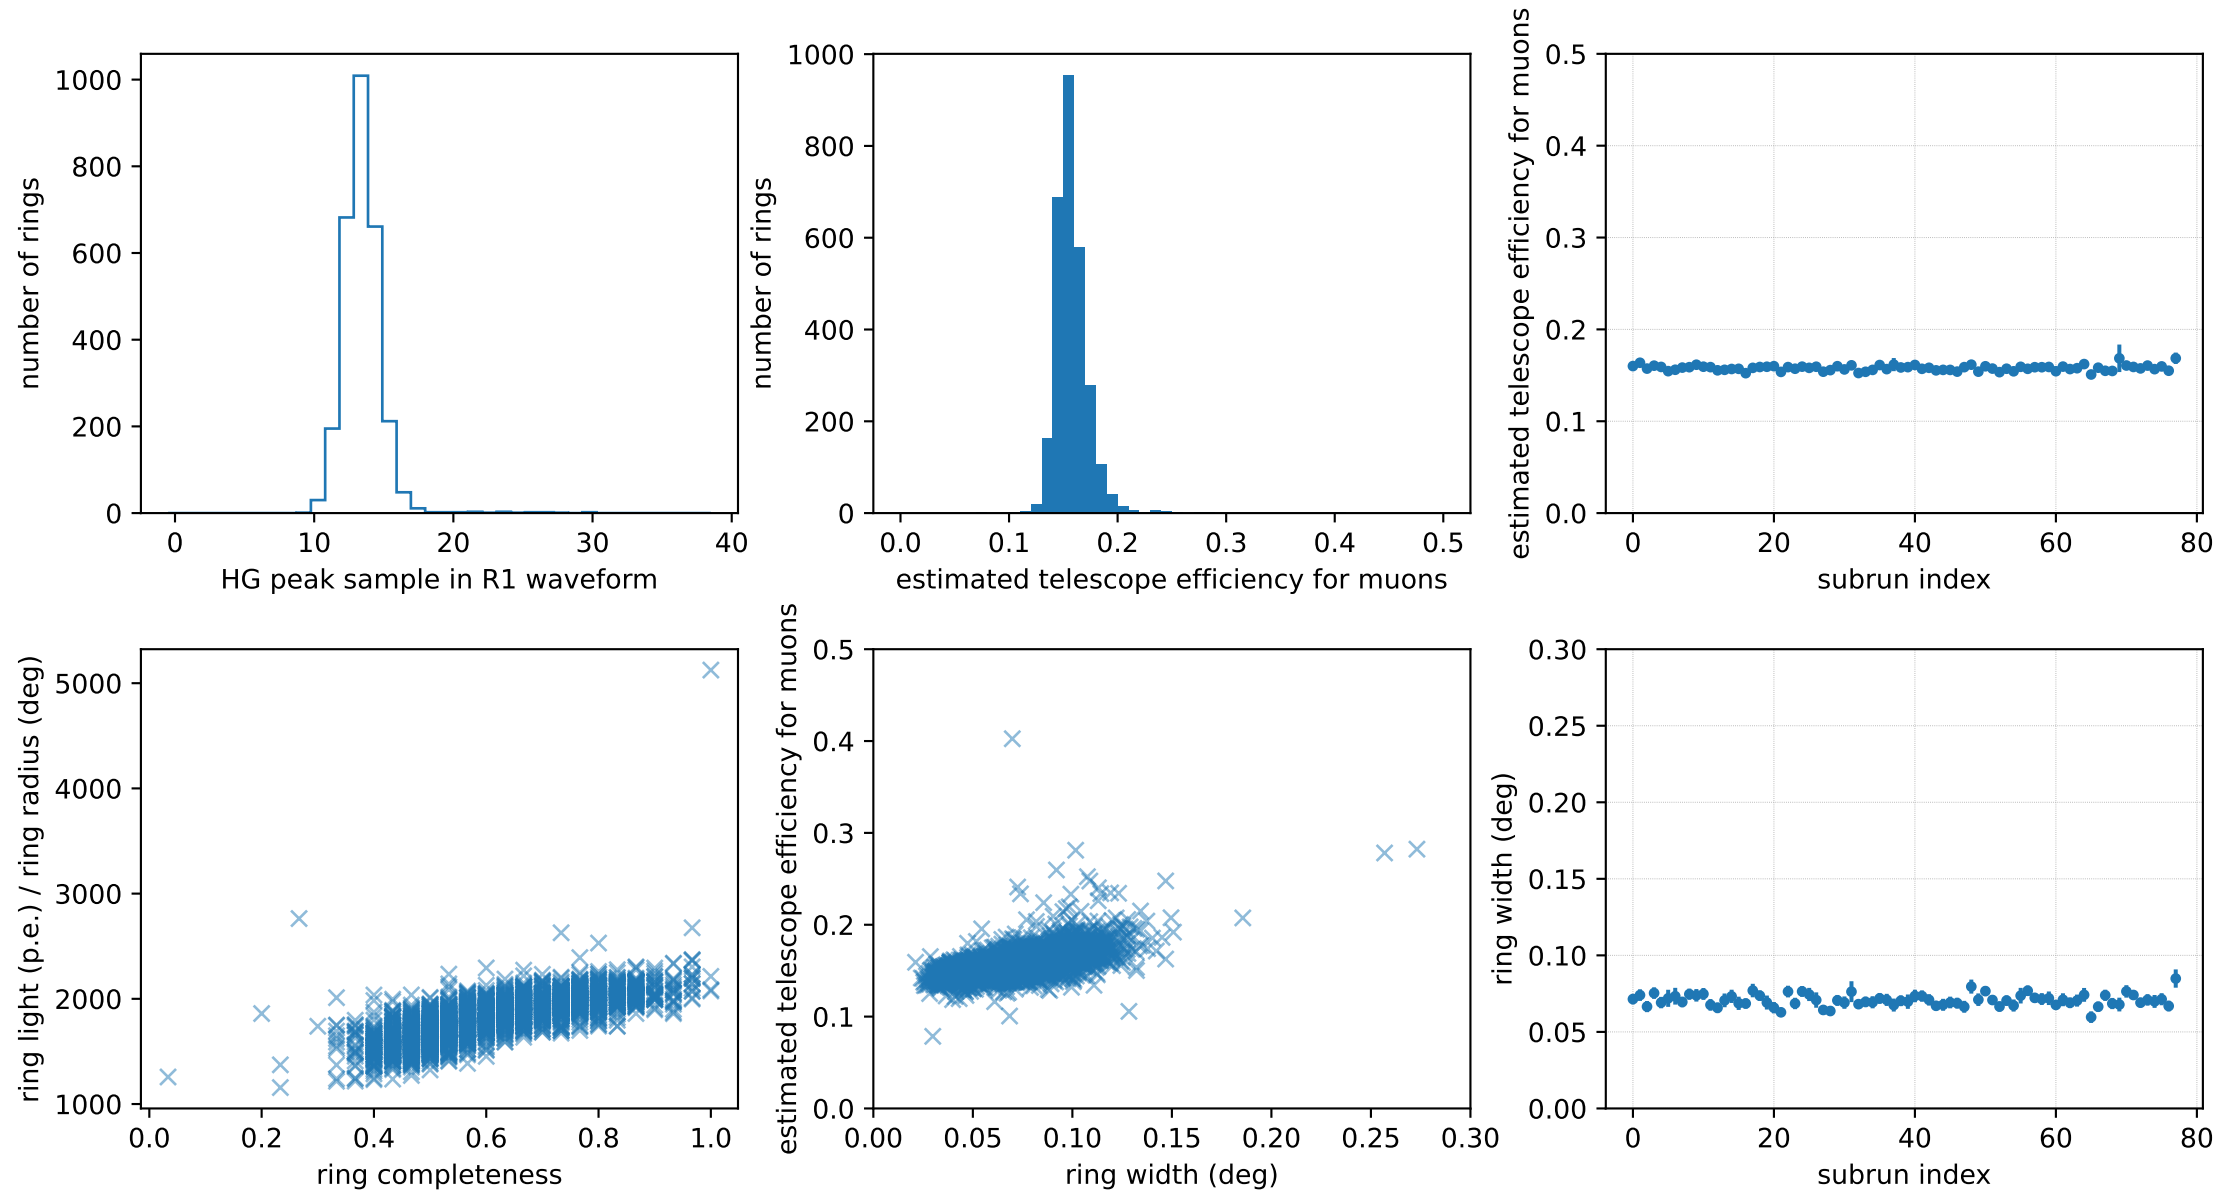 number of rings
1000
800
600
400
200
0
0 10 20 30 40
HG peak sample in R1 waveform
number of rings
1000
800
600
400
200
0
0.0 0.1 0.2 0.3 0.4 0.5
estimated telescope efficiency for muons
estimated telescope efficiency for muons
0.5
0.4
0.3
0.2
0.1
0.0
0 20 40 60 80
subrun index
ring light (p.e.) / ring radius (deg)
5000
4000
3000
2000
1000
0.0 0.2 0.4 0.6 0.8 1.0
ring completeness
estimated telescope efficiency for muons
0.5
0.4
0.3
0.2
0.1
0.0
0.00 0.05 0.10 0.15 0.20 0.25 0.30
ring width (deg)
ring width (deg)
0.30
0.25
0.20
0.15
0.10
0.05
0.00
0 20 40 60 80
subrun index